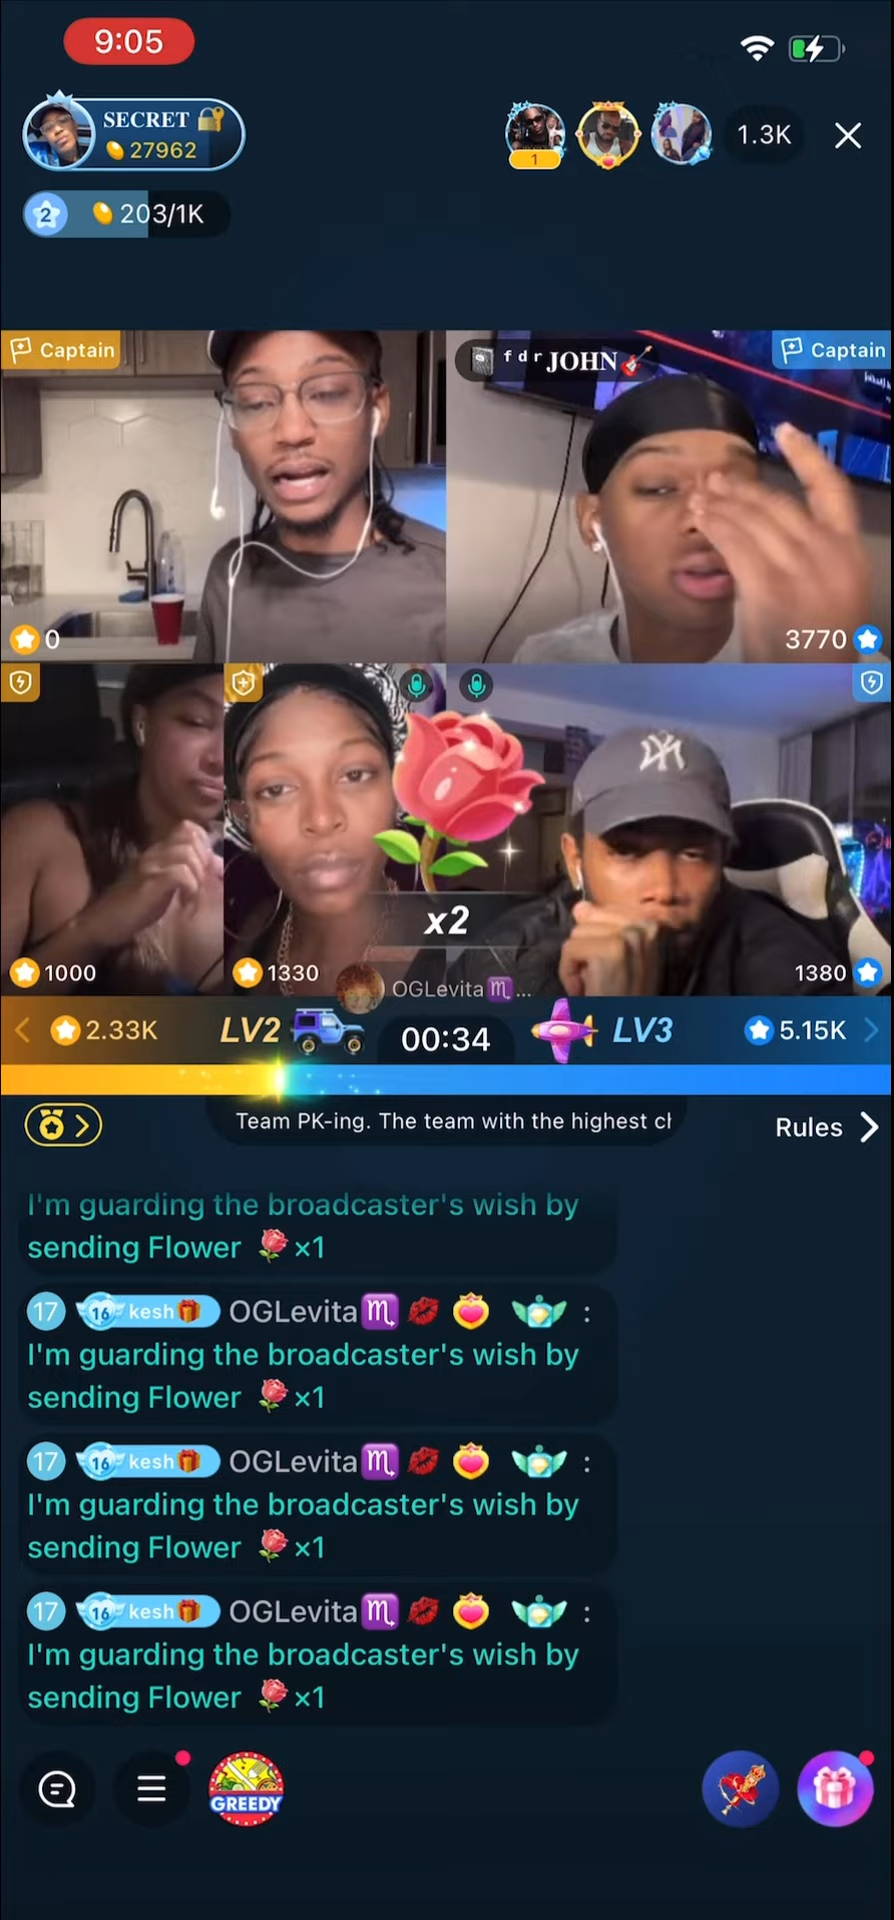 9:05
SECRET 🔐
27962
1
1.3K
2
203/1K
Captain
ᶠ ᵈ ʳ JOHN🎸
Captain
0
3770
NY
1000
1330
x2
1380
OGLevita♏...
2.33K
LV2
00:34
LV3
5.15K
Team PK-ing. The team with the highest cl
Rules
I'm guarding the broadcaster's wish by
sending Flower 🌹×1
17 16 kesh🎁 OGLevita♏💋 :
I'm guarding the broadcaster's wish by
sending Flower 🌹×1
17 16 kesh🎁 OGLevita♏💋 :
I'm guarding the broadcaster's wish by
sending Flower 🌹×1
17 16 kesh🎁 OGLevita♏💋 :
I'm guarding the broadcaster's wish by
sending Flower 🌹×1
GREEDY